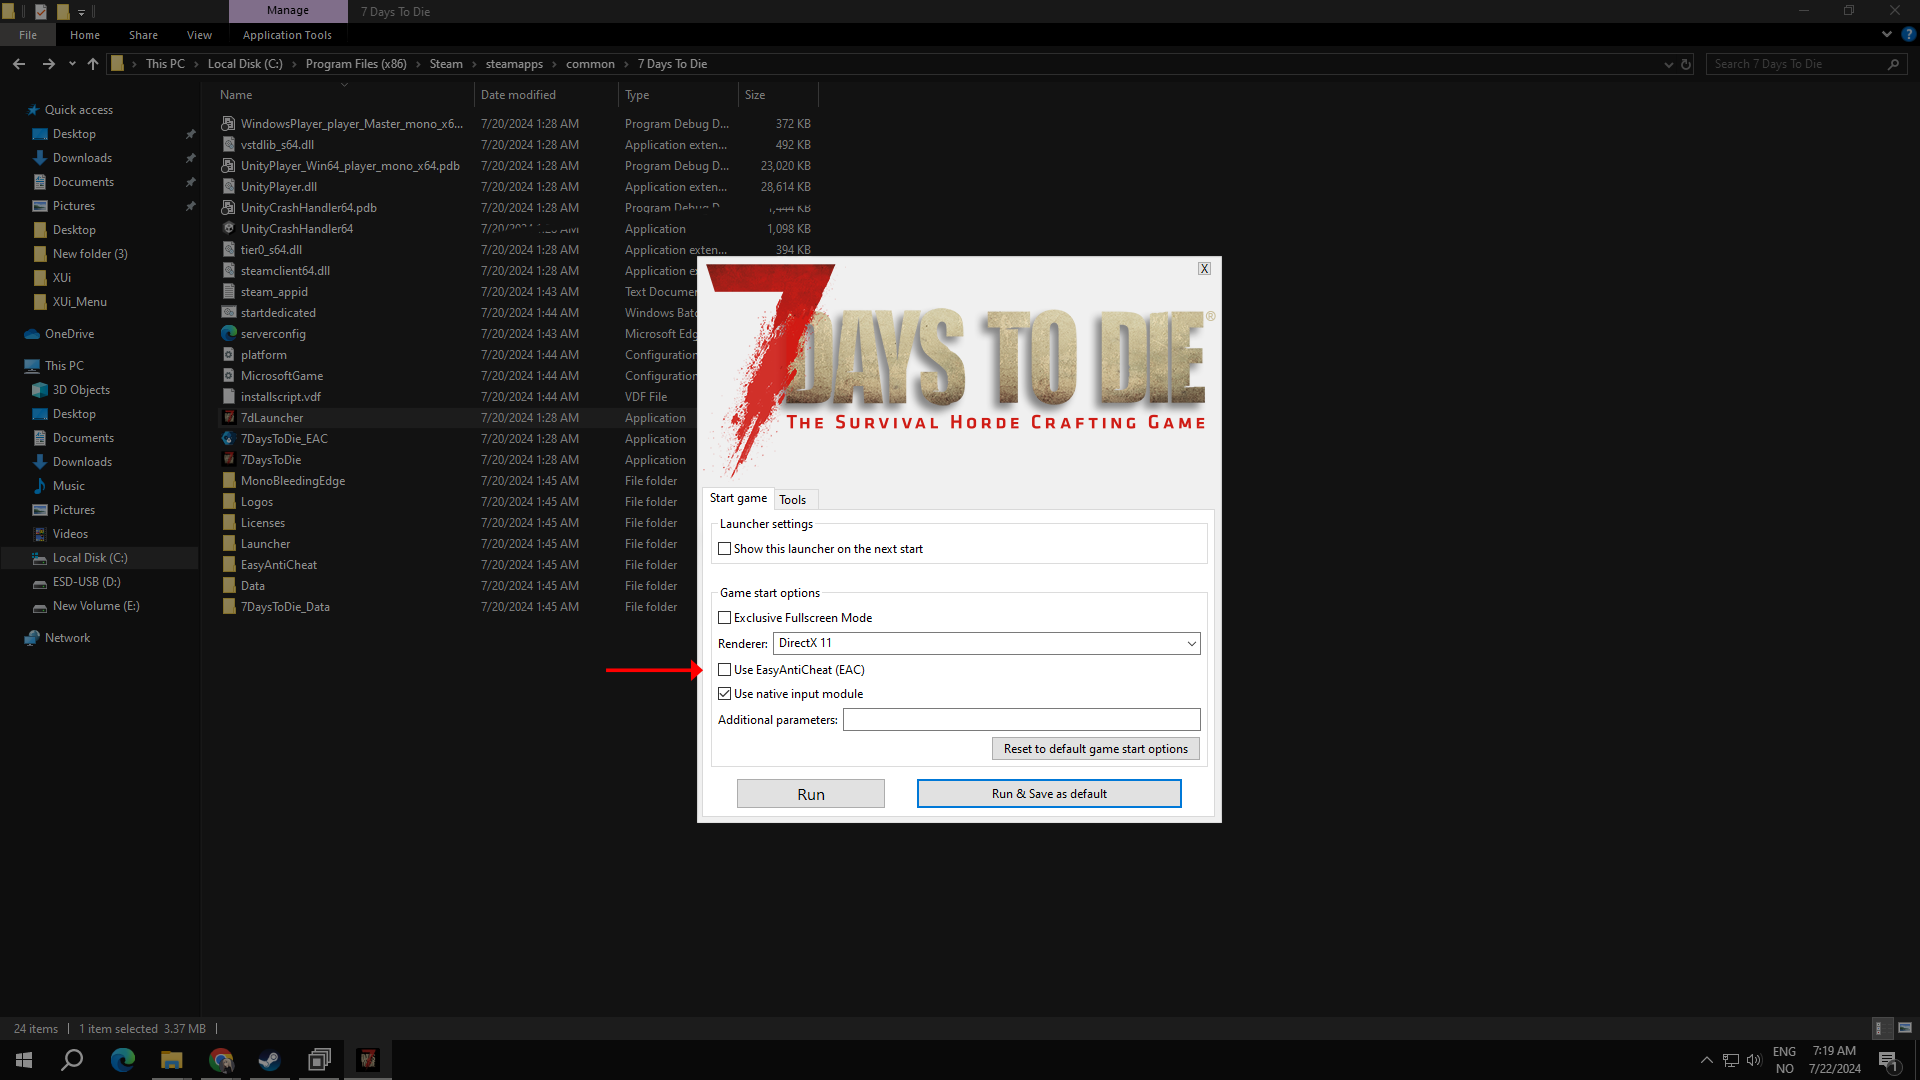 Manage
7 Days To Die
File
Home
Share
View
Application Tools
This PC
Local Disk (C:)
Program Files (x86)
Steam
steamapps
common
7 Days To Die
Search 7 Days To Die
Name
Date modified
Type
Size
Quick access
Desktop
Downloads
Documents
Pictures
Desktop
New folder (3)
XUi
XUi_Menu
OneDrive
This PC
3D Objects
Desktop
Documents
Downloads
Music
Pictures
Videos
Local Disk (C:)
ESD-USB (D:)
New Volume (E:)
Network
WindowsPlayer_player_Master_mono_x6... 7/20/2024 1:28 AM Program Debug D... 372 KB
vstdlib_s64.dll 7/20/2024 1:28 AM Application exten... 492 KB
UnityPlayer_Win64_player_mono_x64.pdb 7/20/2024 1:28 AM Program Debug D... 23,020 KB
UnityPlayer.dll 7/20/2024 1:28 AM Application exten... 28,614 KB
UnityCrashHandler64.pdb 7/20/2024 1:28 AM Program Debug D... 1,444 KB
UnityCrashHandler64 7/20/2024 1:28 AM Application 1,098 KB
tier0_s64.dll 7/20/2024 1:28 AM Application exten... 394 KB
steamclient64.dll 7/20/2024 1:28 AM Application ex
steam_appid 7/20/2024 1:43 AM Text Documen
startdedicated 7/20/2024 1:44 AM Windows Batc
serverconfig 7/20/2024 1:43 AM Microsoft Edg
platform 7/20/2024 1:44 AM Configuration
MicrosoftGame 7/20/2024 1:44 AM Configuration
installscript.vdf 7/20/2024 1:44 AM VDF File
7dLauncher 7/20/2024 1:28 AM Application
7DaysToDie_EAC 7/20/2024 1:28 AM Application
7DaysToDie 7/20/2024 1:28 AM Application
MonoBleedingEdge 7/20/2024 1:45 AM File folder
Logos 7/20/2024 1:45 AM File folder
Licenses 7/20/2024 1:45 AM File folder
Launcher 7/20/2024 1:45 AM File folder
EasyAntiCheat 7/20/2024 1:45 AM File folder
Data 7/20/2024 1:45 AM File folder
7DaysToDie_Data 7/20/2024 1:45 AM File folder
X
7 DAYS TO DIE®
THE SURVIVAL HORDE CRAFTING GAME
Start game
Tools
Launcher settings
Show this launcher on the next start
Game start options
Exclusive Fullscreen Mode
Renderer: DirectX 11
Use EasyAntiCheat (EAC)
Use native input module
Additional parameters:
Reset to default game start options
Run
Run & Save as default
24 items
1 item selected 3.37 MB
ENG
NO
7:19 AM
7/22/2024
1